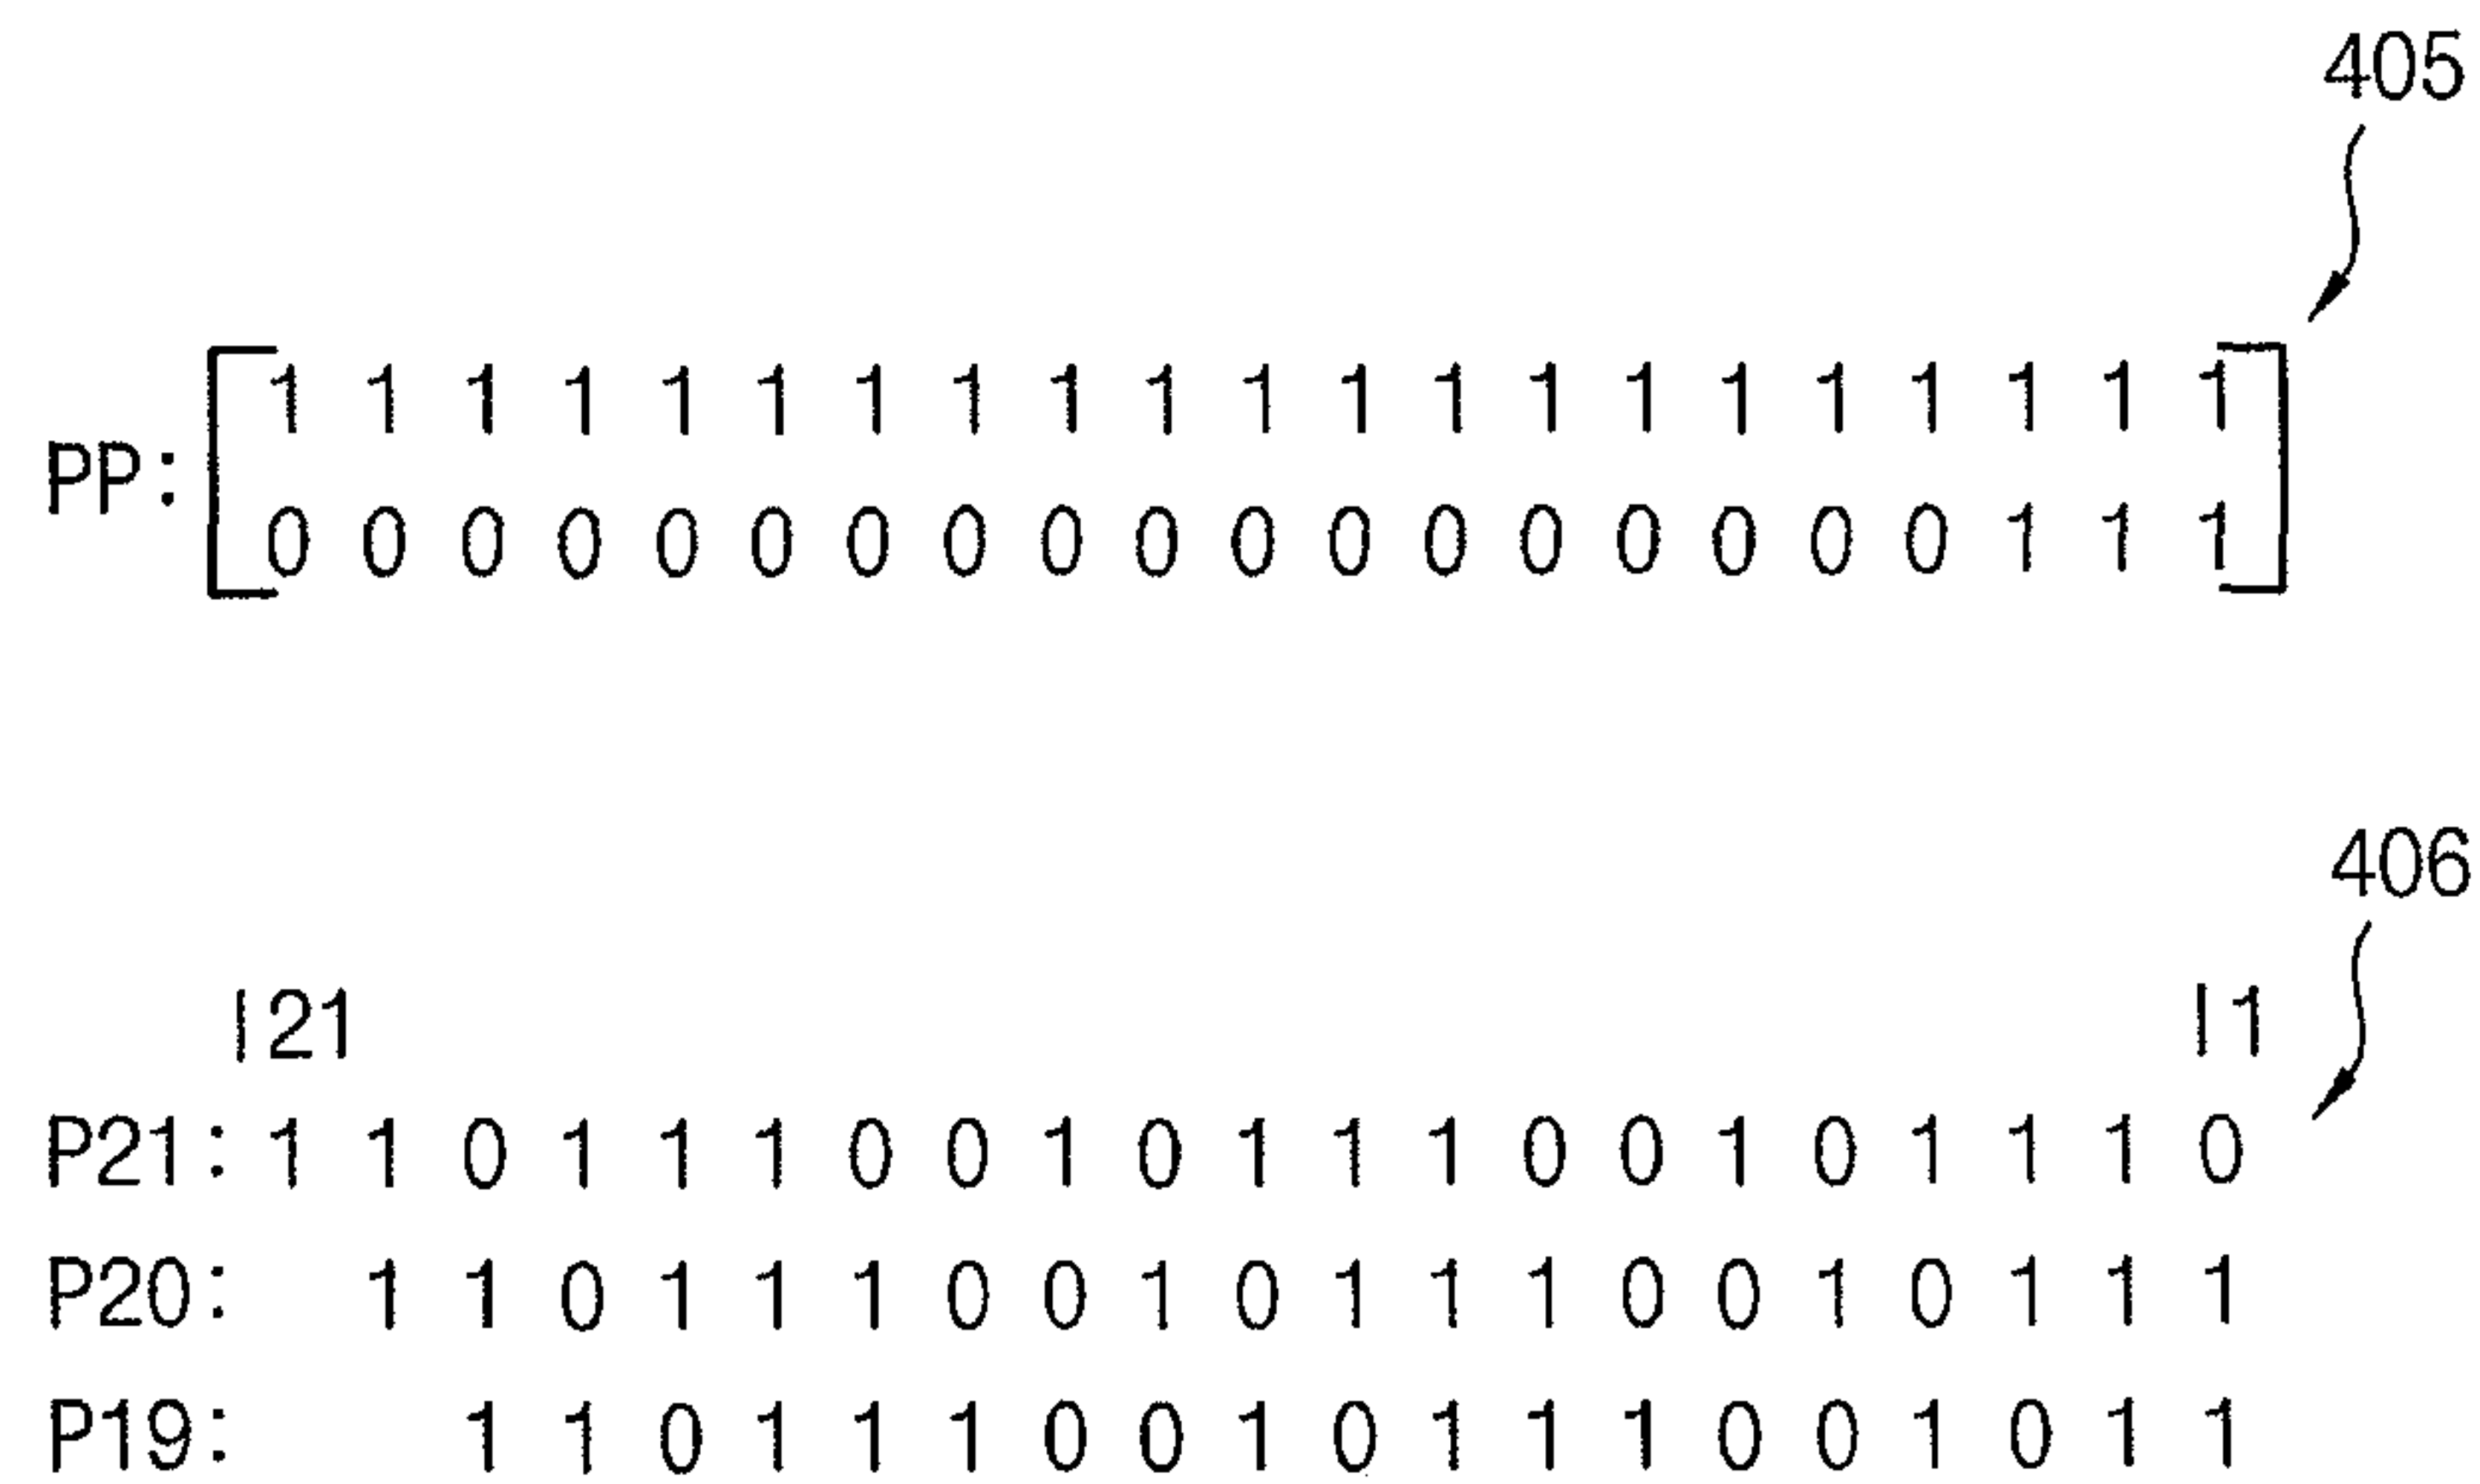 405
1 1 1 1 1 1 1 1 1 1 1 1 1 1 1 1 1 1 1 1 1
PP:
0 0 0 0 0 0 0 0 0 0 0 0 0 0 0 0 0 0 1 1 1
406
I21 I1
P21: 1 1 0 1 1 1 0 0 1 0 1 1 1 0 0 1 0 1 1 1 0
P20: 1 1 0 1 1 1 0 0 1 0 1 1 1 0 0 1 0 1 1 1
P19: 1 1 0 1 1 1 0 0 1 0 1 1 1 0 0 1 0 1 1